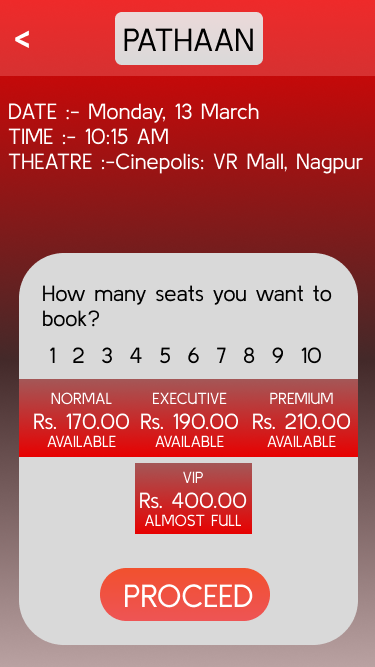 < PATHAAN
DATE :- Monday, 13 March
TIME :- 10:15 AM
THEATRE :-Cinepolis: VR Mall, Nagpur
How many seats you want to
book?
1 2 3 4 5 6 7 8 9 10
NORMAL EXECUTIVE PREMIUM
Rs. 170.00 Rs. 190.00 Rs. 210.00
AVAILABLE AVAILABLE AVAILABLE
VIP
Rs. 400.00
ALMOST FULL
PROCEED